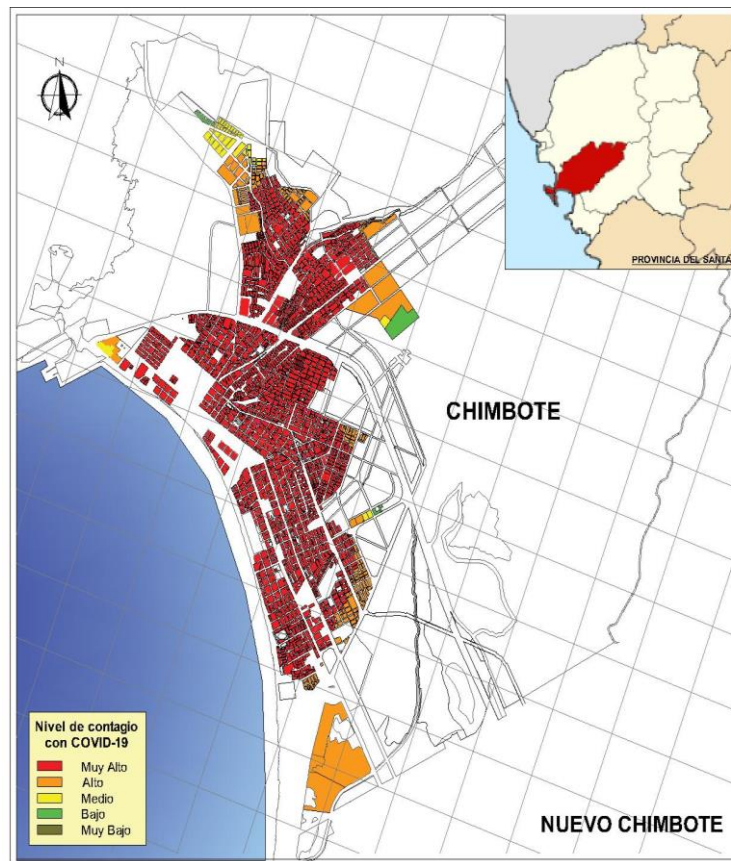 N
PROVINCIA DEL SANTA
CHIMBOTE
Nivel de contagio
con COVID-19
Muy Alto
Alto
Medio
Bajo
Muy Bajo
NUEVO CHIMBOTE